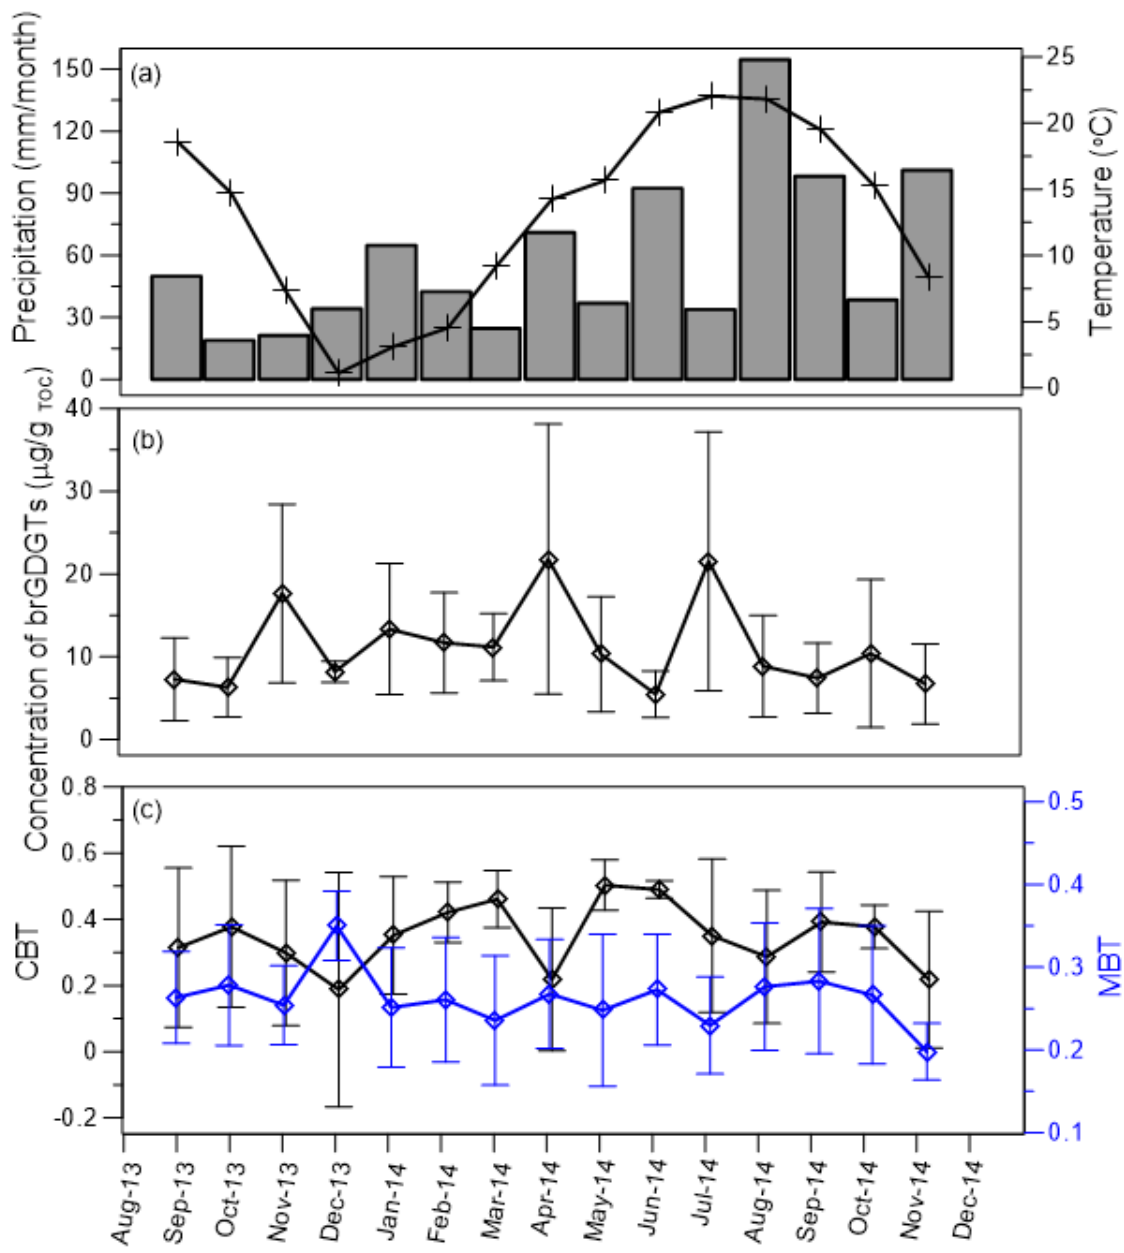 (a)
Precipitation (mm/month)
150
120
90
60
30
0
25
20
15
10
5
0
Temperature (°C)
(b)
Concentration of brGDGTs (μg/g TOC)
40
30
20
10
0
(c)
CBT
0.8
0.6
0.4
0.2
0
-0.2
0.5
0.4
0.3
0.2
0.1
MBT
Aug-13
Sep-13
Oct-13
Nov-13
Dec-13
Jan-14
Feb-14
Mar-14
Apr-14
May-14
Jun-14
Jul-14
Aug-14
Sep-14
Oct-14
Nov-14
Dec-14